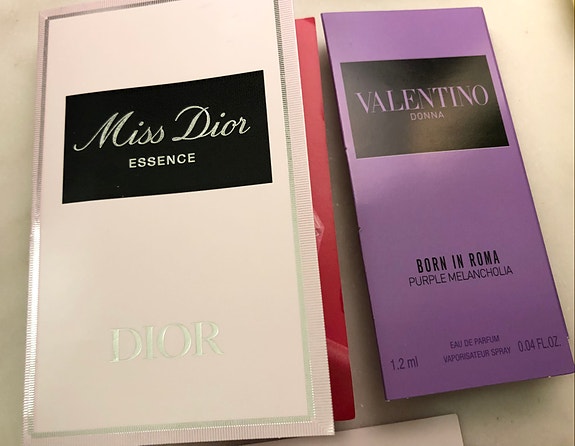 Miss Dior
ESSENCE
DIOR
VALENTINO
DONNA
BORN IN ROMA
PURPLE MELANCHOLIA
EAU DE PARFUM
VAPORISATEUR SPRAY
1.2 ml
0.04 FL.OZ.